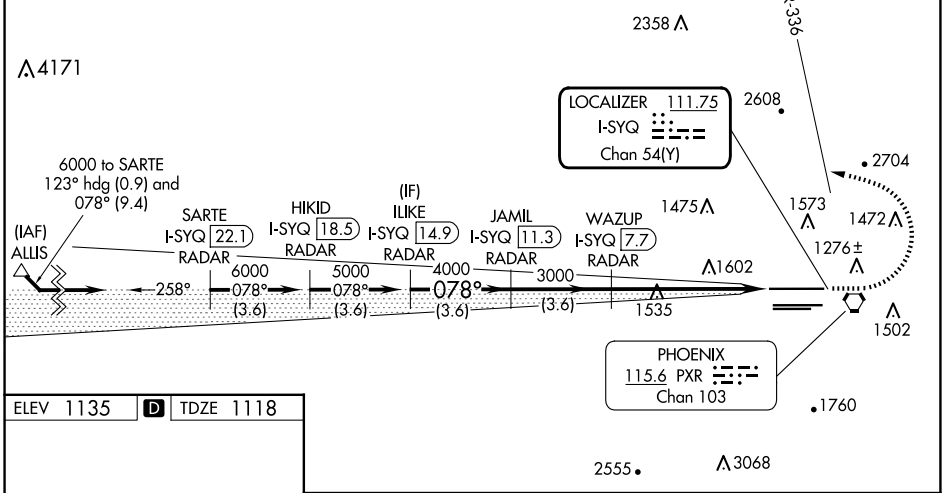 R-336
2358
4171
LOCALIZER 111.75
I-SYQ
Chan 54(Y)
2608
2704
6000 to SARTE
123° hdg (0.9) and
078° (9.4)
(IAF)
ALLIS
SARTE
I-SYQ 22.1
RADAR
HIKID
I-SYQ 18.5
RADAR
(IF)
ILIKE
I-SYQ 14.9
RADAR
JAMIL
I-SYQ 11.3
RADAR
WAZUP
I-SYQ 7.7
RADAR
1475
1573
1472
1276±
1602
258°
6000
078°
(3.6)
5000
078°
(3.6)
4000
078°
(3.6)
3000
(3.6)
1535
1502
PHOENIX
115.6 PXR
Chan 103
ELEV 1135 D TDZE 1118
1760
2555
3068